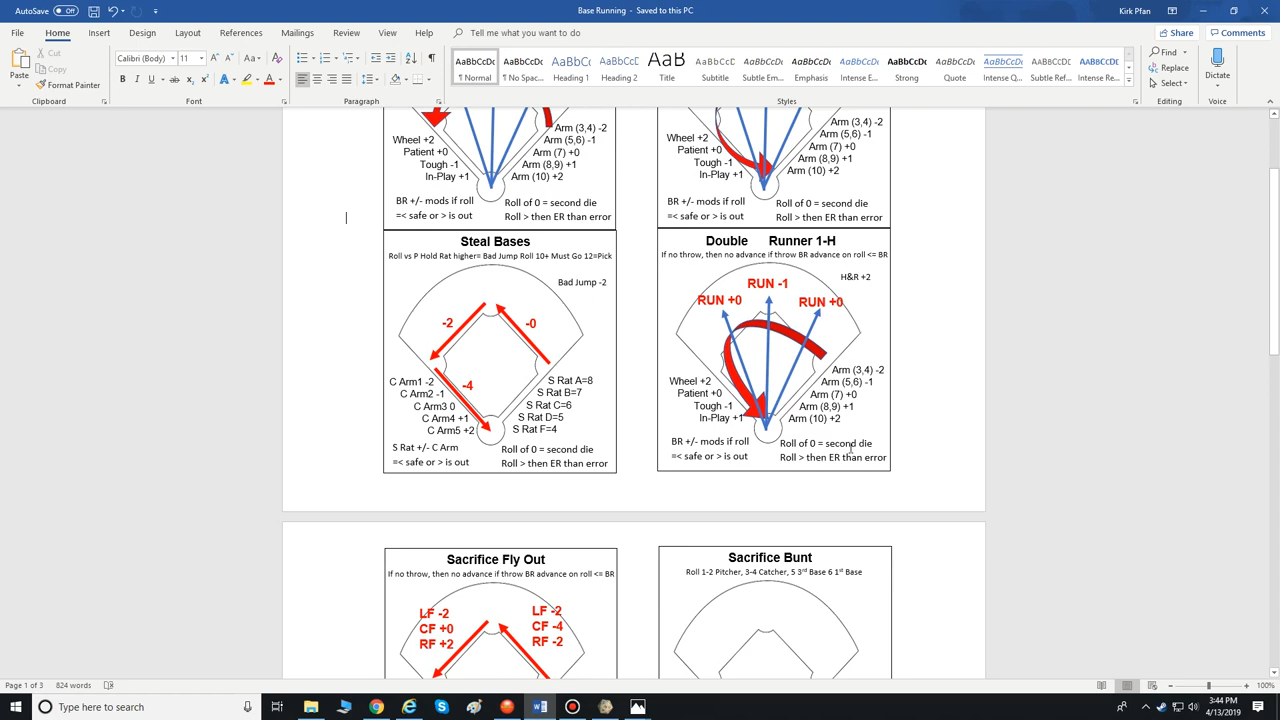 AutoSave Off
Base Running - Saved to this PC
Kirk Pfan
File Home Insert Design Layout References Mailings Review View Help Tell me what you want to do Share Comments
Paste Cut
Copy
Format Painter
Calibri (Body) 11
AaBbCcDc AaBbCcDc AaBbC AaBbCc AaB AaBbCcD AaBbCcDc AaBbCcDc AaBbCcDc AaBbCcDc AaBbCcDc AaBbCcDc AaBbCcDc
¶ Normal ¶ No Spac... Heading 1 Heading 2 Title Subtitle Subtle Em... Emphasis Intense E... Strong Quote Intense Q... Subtle Ref... Intense Re...
Find
Replace
Select
Dictate
Clipboard Font Paragraph Styles Editing Voice
Wheel +2
Patient +0
Tough -1
In-Play +1
Arm (3,4) -2
Arm (5,6) -1
Arm (7) +0
Arm (8,9) +1
Arm (10) +2
BR +/- mods if roll
=< safe or > is out
Roll of 0 = second die
Roll > then ER than error
Wheel +2
Patient +0
Tough -1
In-Play +1
Arm (3,4) -2
Arm (5,6) -1
Arm (7) +0
Arm (8,9) +1
Arm (10) +2
BR +/- mods if roll
=< safe or > is out
Roll of 0 = second die
Roll > then ER than error
Steal Bases
Roll vs P Hold Rat higher= Bad Jump Roll 10+ Must Go 12=Pick
Bad Jump -2
-2
-0
-4
C Arm1 -2
C Arm2 -1
C Arm3 0
C Arm4 +1
C Arm5 +2
S Rat A=8
S Rat B=7
S Rat C=6
S Rat D=5
S Rat F=4
S Rat +/- C Arm
=< safe or > is out
Roll of 0 = second die
Roll > then ER than error
Double Runner 1-H
If no throw, then no advance if throw BR advance on roll <= BR
H&R +2
RUN +0
RUN -1
RUN +0
Wheel +2
Patient +0
Tough -1
In-Play +1
Arm (3,4) -2
Arm (5,6) -1
Arm (7) +0
Arm (8,9) +1
Arm (10) +2
BR +/- mods if roll
=< safe or > is out
Roll of 0 = second die
Roll > then ER than error
Sacrifice Fly Out
If no throw, then no advance if throw BR advance on roll <= BR
LF -2
CF +0
RF +2
LF -2
CF -4
RF -2
Sacrifice Bunt
Roll 1-2 Pitcher, 3-4 Catcher, 5 3rd Base 6 1st Base
Page 1 of 3 824 words
100%
Type here to search
3:44 PM
4/13/2019